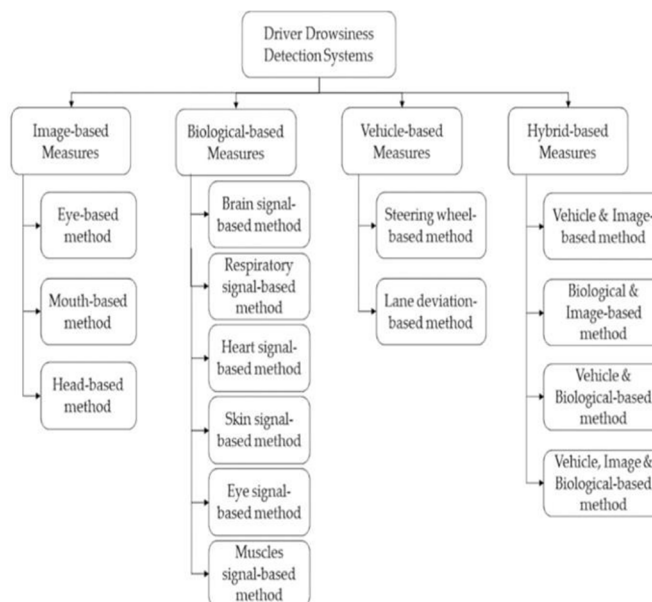 Driver Drowsiness
Detection Systems
Image-based
Measures
Eye-based
method
Mouth-based
method
Head-based
method
Biological-based
Measures
Brain signal-
based method
Respiratory
signal-based
method
Heart signal-
based method
Skin signal-
based method
Eye signal-
based method
Muscles
signal-based
method
Vehicle-based
Measures
Steering wheel-
based method
Lane deviation-
based method
Hybrid-based
Measures
Vehicle & Image-
based method
Biological &
Image-based
method
Vehicle &
Biological-based
method
Vehicle, Image &
Biological-based
method